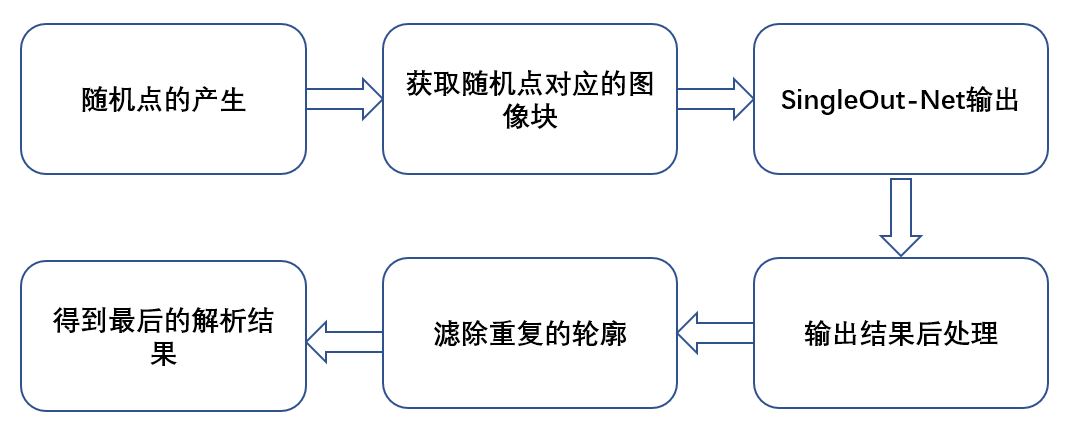 随机点的产生
获取随机点对应的图
像块
SingleOut-Net输出
得到最后的解析结
果
滤除重复的轮廓
输出结果后处理